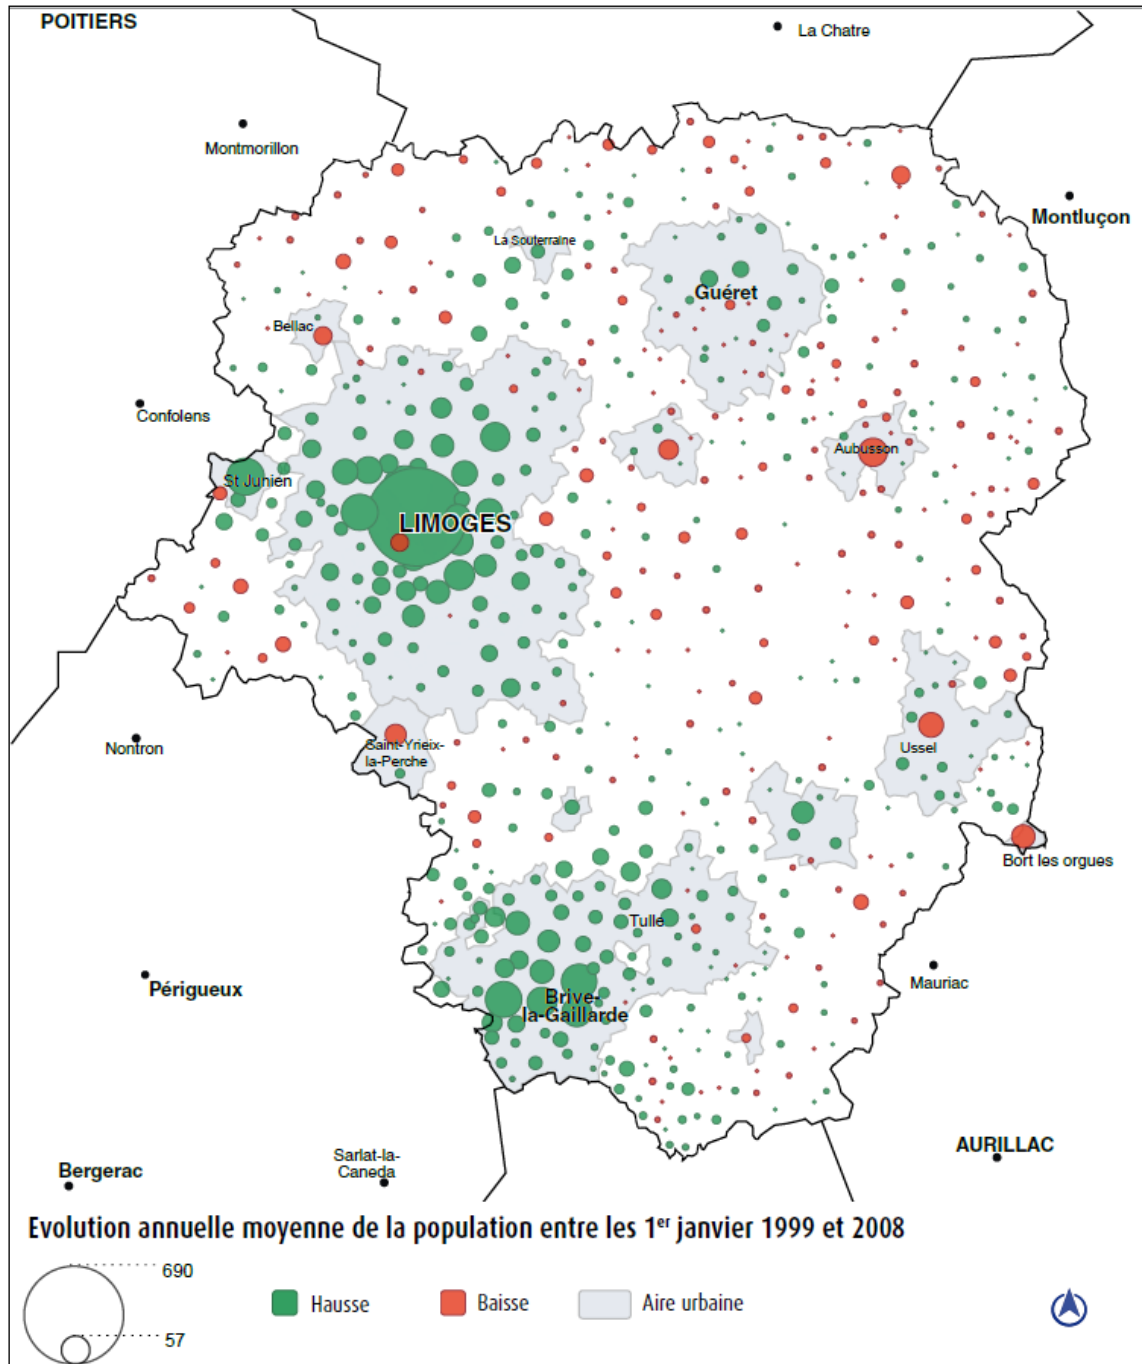 POITIERS
La Chatre
Montmorillon
Montluçon
La Souterraine
Guéret
Bellac
Confolens
Aubusson
St Junien
LIMOGES
Nontron
Saint-Yrieix-
la-Perche
Ussel
Bort les orgues
Tulle
Mauriac
Périgueux
Brive-
la-Gaillarde
AURILLAC
Sarlat-la-
Caneda
Bergerac
Evolution annuelle moyenne de la population entre les 1er janvier 1999 et 2008
690
57
Hausse
Baisse
Aire urbaine